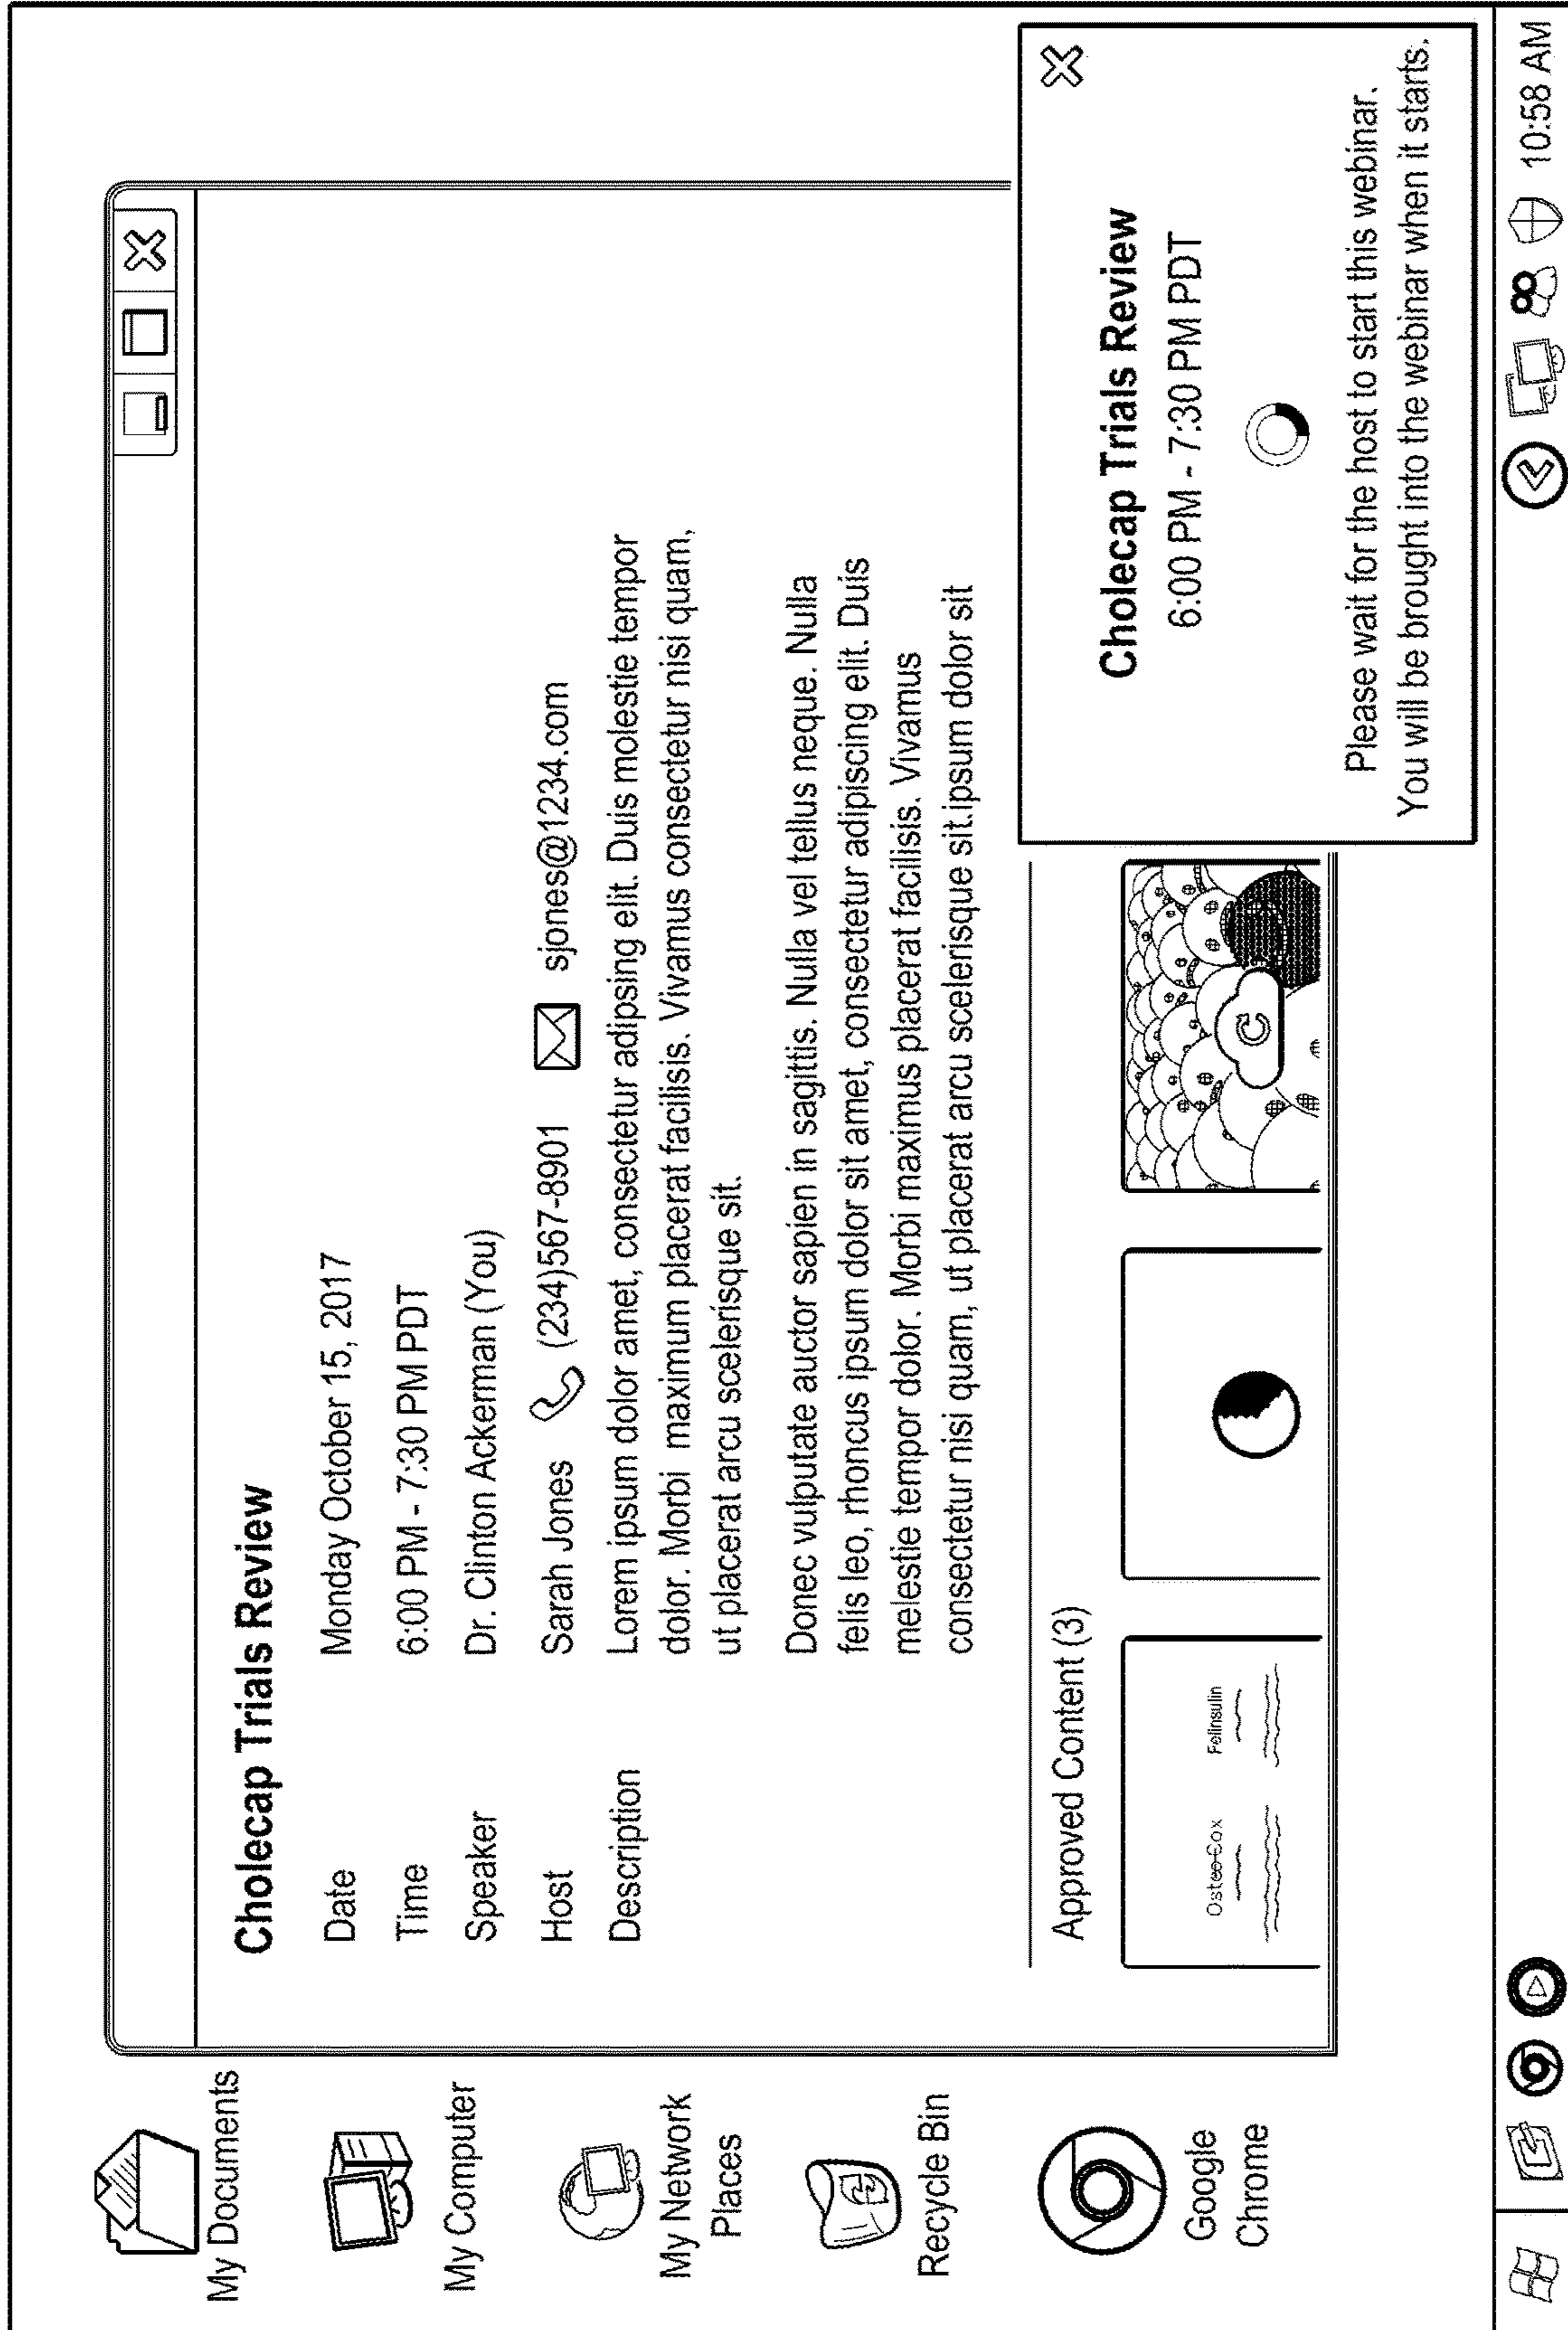 My Documents
My Computer
My Network
Places
Recycle Bin
Google
Chrome
Cholecap Trials Review
Date Monday October 15, 2017
Time 6:00 PM - 7:30 PM PDT
Speaker Dr. Clinton Ackerman (You)
Host Sarah Jones (234)567-8901 sjones@1234.com
Description Lorem ipsum dolor amet, consectetur adipsing elit. Duis molestie tempor
dolor. Morbi maximum placerat facilisis. Vivamus consectetur nisi quam,
ut placerat arcu scelerisque sit.
Donec vulputate auctor sapien in sagittis. Nulla vel tellus neque. Nulla
felis leo, rhoncus ipsum dolor sit amet, consectetur adipiscing elit. Duis
melestie tempor dolor. Morbi maximus placerat facilisis. Vivamus
consectetur nisi quam, ut placerat arcu scelerisque sit.ipsum dolor sit
Approved Content (3)
Osteo-Cox Felinsulin
Cholecap Trials Review
6:00 PM - 7:30 PM PDT
Please wait for the host to start this webinar.
You will be brought into the webinar when it starts.
10:58 AM